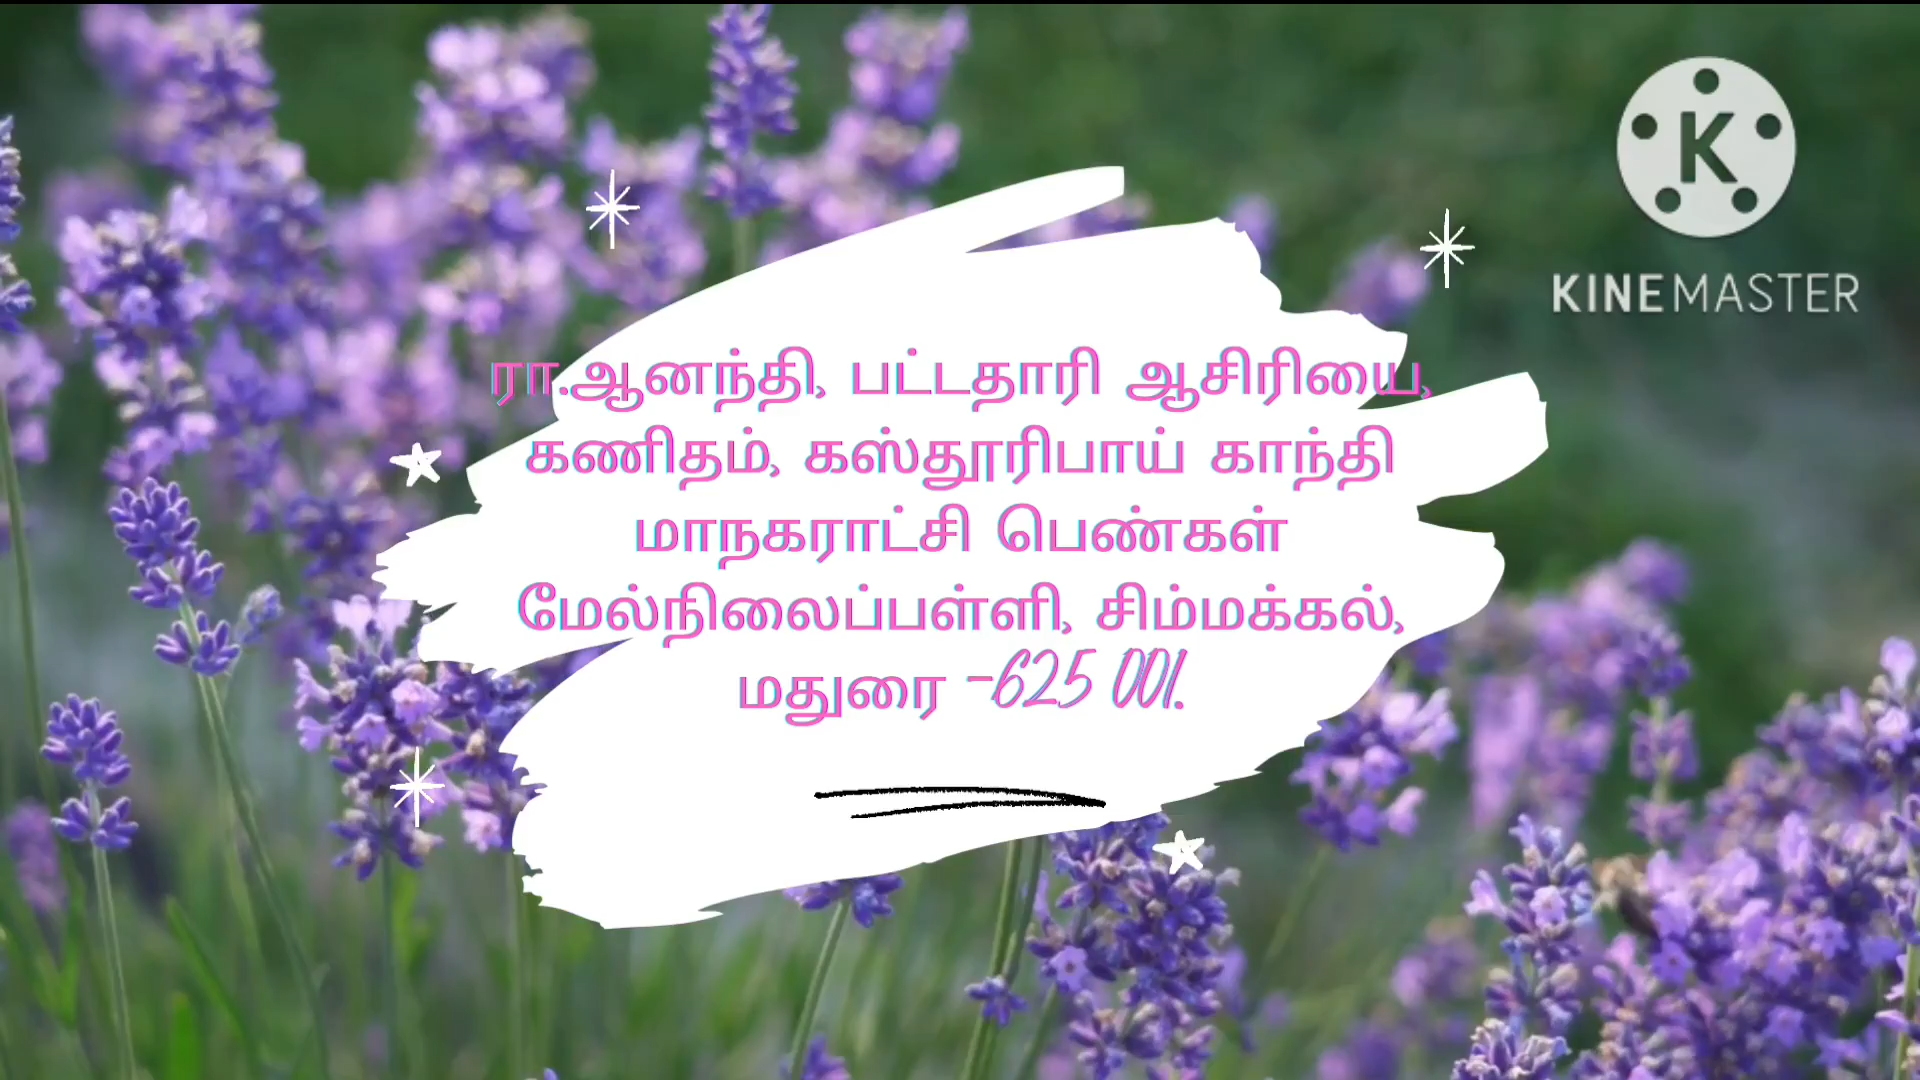 KINEMASTER
ரா.ஆனந்தி, பட்டதாரி ஆசிரியை,
கணிதம், கஸ்தூரிபாய் காந்தி
மாநகராட்சி பெண்கள்
மேல்நிலைப்பள்ளி, சிம்மக்கல்,
மதுரை -625 001.